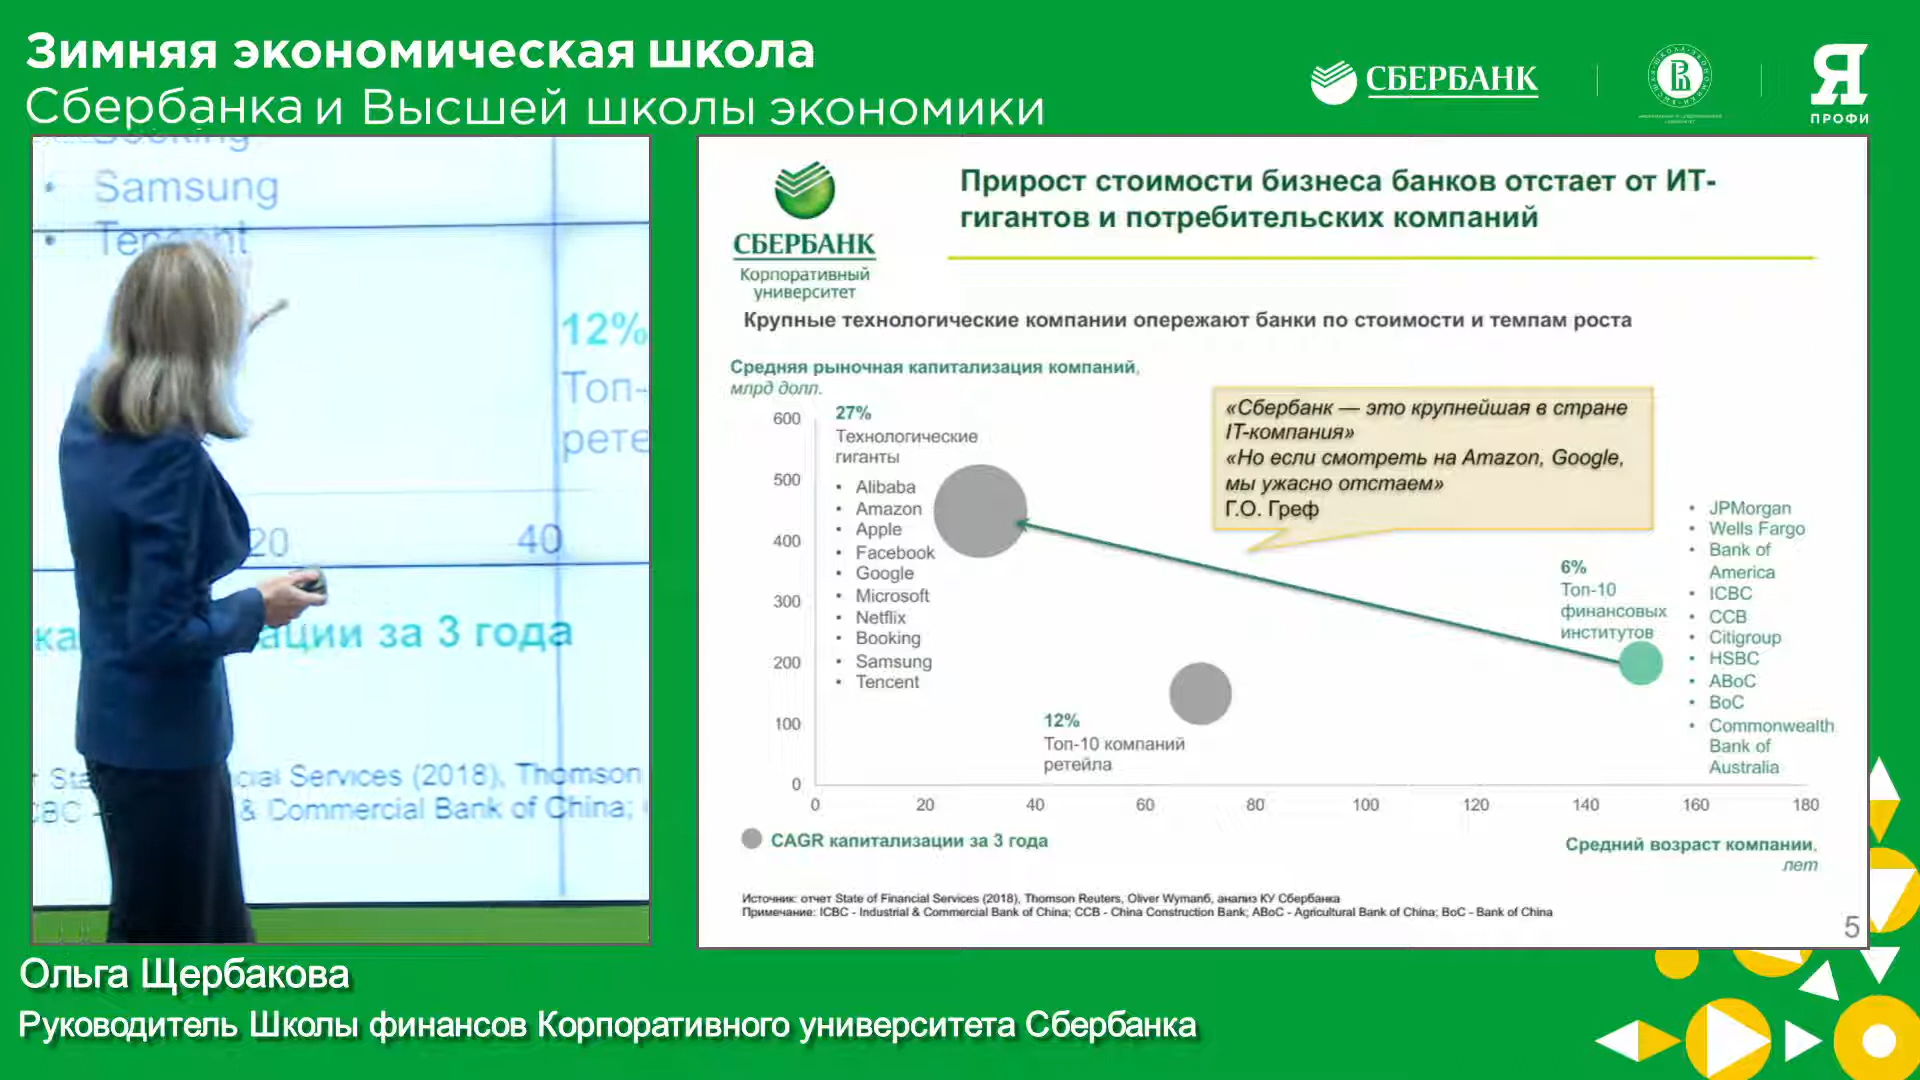 Зимняя экономическая школа
Сбербанка и Высшей школы экономики
СБЕРБАНК
Я
ПРОФИ
Samsung
Tencent
12%
Топ-
рете
20
40
ации за 3 года
cial Services (2018), Thomson
& Commercial Bank of China;
СБЕРБАНК
Корпоративный
университет
Прирост стоимости бизнеса банков отстает от ИТ-
гигантов и потребительских компаний
Крупные технологические компании опережают банки по стоимости и темпам роста
Средняя рыночная капитализация компаний,
млрд долл.
600
500
400
300
200
100
0
27%
Технологические
гиганты
• Alibaba
• Amazon
• Apple
• Facebook
• Google
• Microsoft
• Netflix
• Booking
• Samsung
• Tencent
«Сбербанк — это крупнейшая в стране
IT-компания»
«Но если смотреть на Amazon, Google,
мы ужасно отстаем»
Г.О. Греф
12%
Топ-10 компаний
ретейла
6%
Топ-10
финансовых
институтов
• JPMorgan
• Wells Fargo
• Bank of
America
• ICBC
• CCB
• Citigroup
• HSBC
• ABoC
• BoC
• Commonwealth
Bank of
Australia
0 20 40 60 80 100 120 140 160 180
CAGR капитализации за 3 года
Средний возраст компании,
лет
Источник: отчет State of Financial Services (2018), Thomson Reuters, Oliver Wymanб, анализ КУ Сбербанка
Примечание: ICBC - Industrial & Commercial Bank of China; CCB - China Construction Bank; ABoC - Agricultural Bank of China; BoC - Bank of China
5
Ольга Щербакова
Руководитель Школы финансов Корпоративного университета Сбербанка